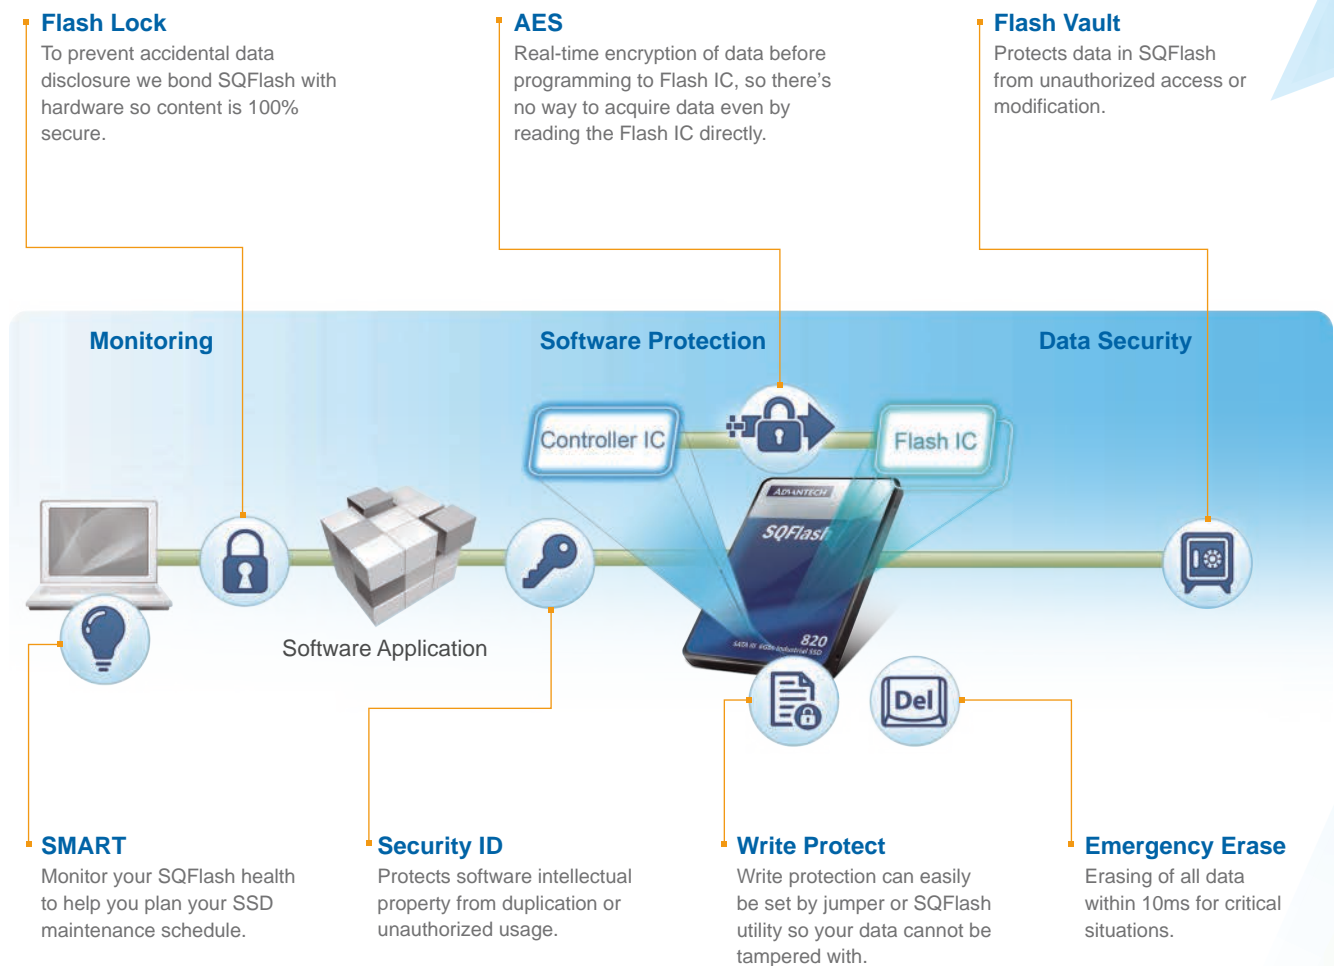 Flash Lock
To prevent accidental data
disclosure we bond SQFlash with
hardware so content is 100%
secure.
AES
Real-time encryption of data before
programming to Flash IC, so there's
no way to acquire data even by
reading the Flash IC directly.
Flash Vault
Protects data in SQFlash
from unauthorized access or
modification.
Monitoring
Software Protection
Data Security
Controller IC
Flash IC
ADVANTECH
SQFlash
820
SATA III 6Gb/s Industrial SSD
Software Application
Del
SMART
Monitor your SQFlash health
to help you plan your SSD
maintenance schedule.
Security ID
Protects software intellectual
property from duplication or
unauthorized usage.
Write Protect
Write protection can easily
be set by jumper or SQFlash
utility so your data cannot be
tampered with.
Emergency Erase
Erasing of all data
within 10ms for critical
situations.